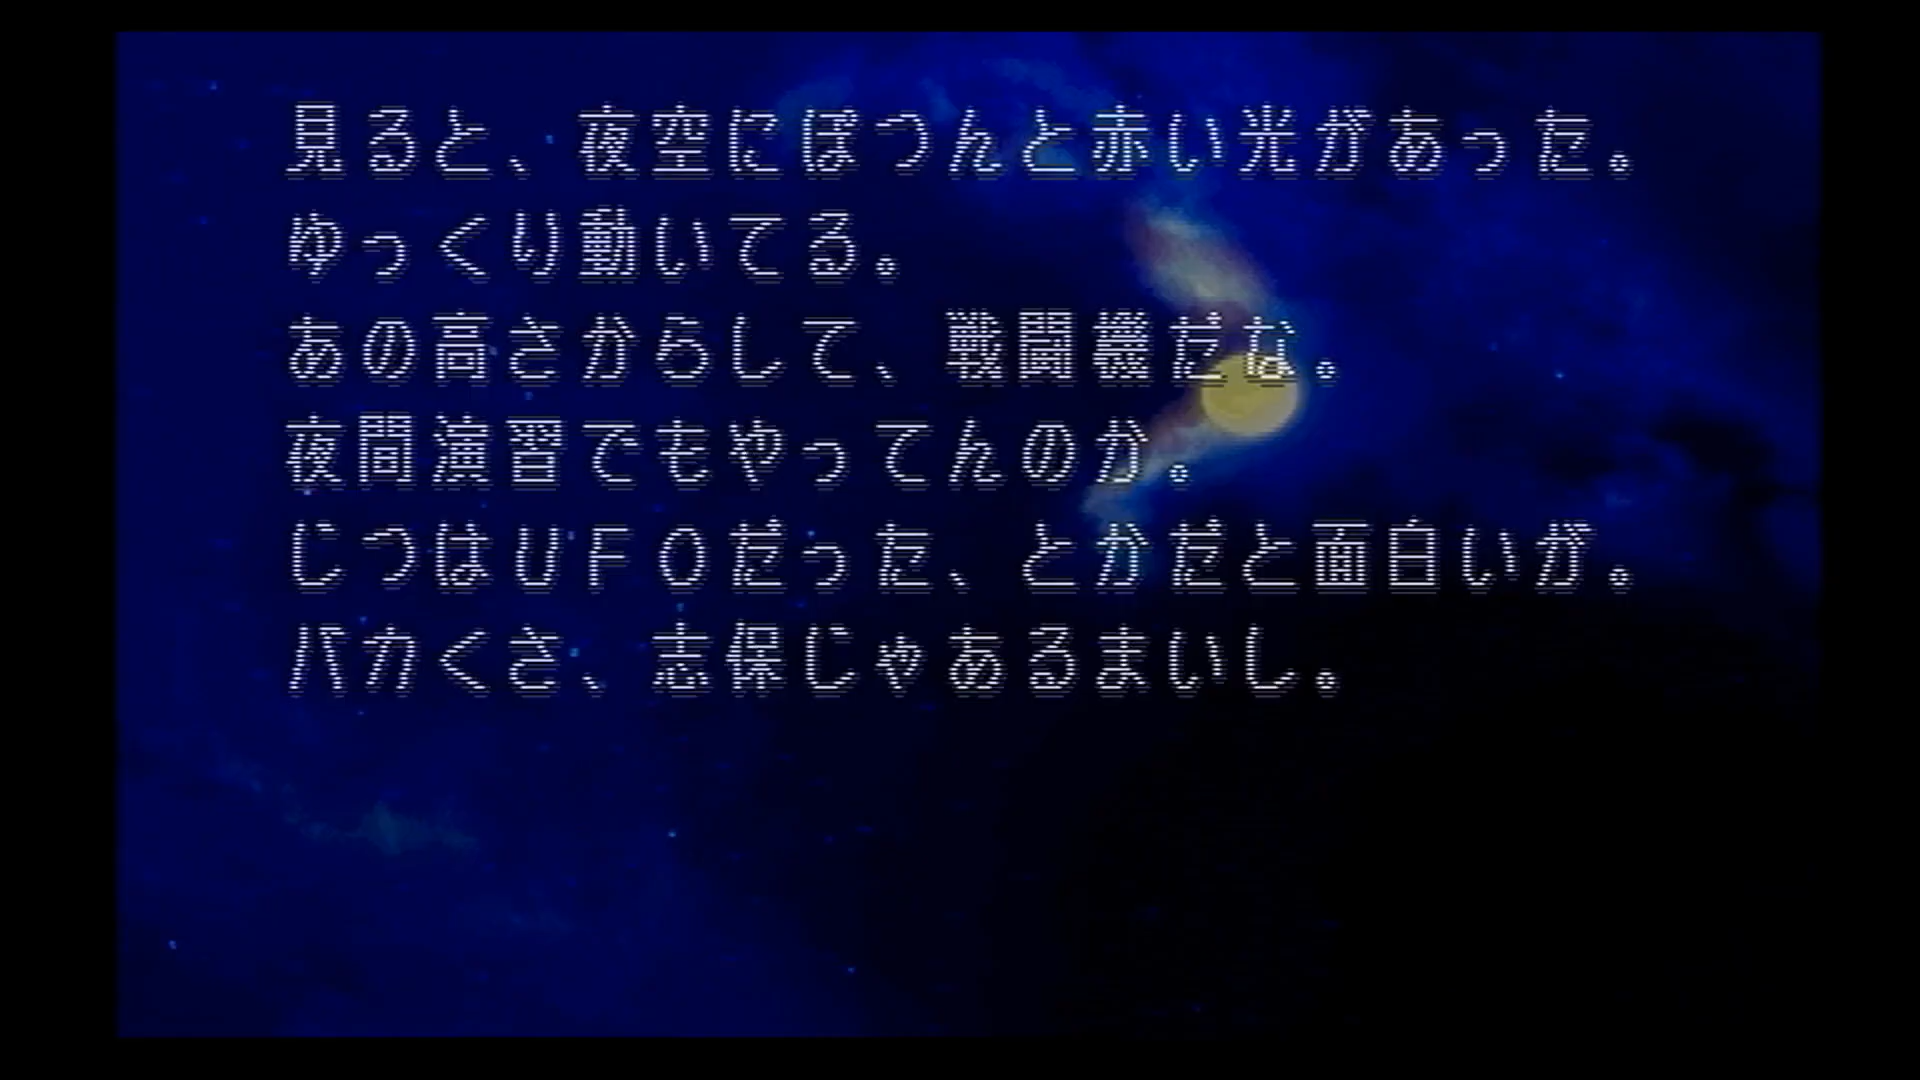 見ると、夜空にぽつんと赤い光があった。
ゆっくり動いてる。
あの高さからして、戦闘機だな。
夜間演習でもやってんのか。
じつはＵＦＯだった、とかだと面白いが。
バカくさ、志保じゃあるまいし。